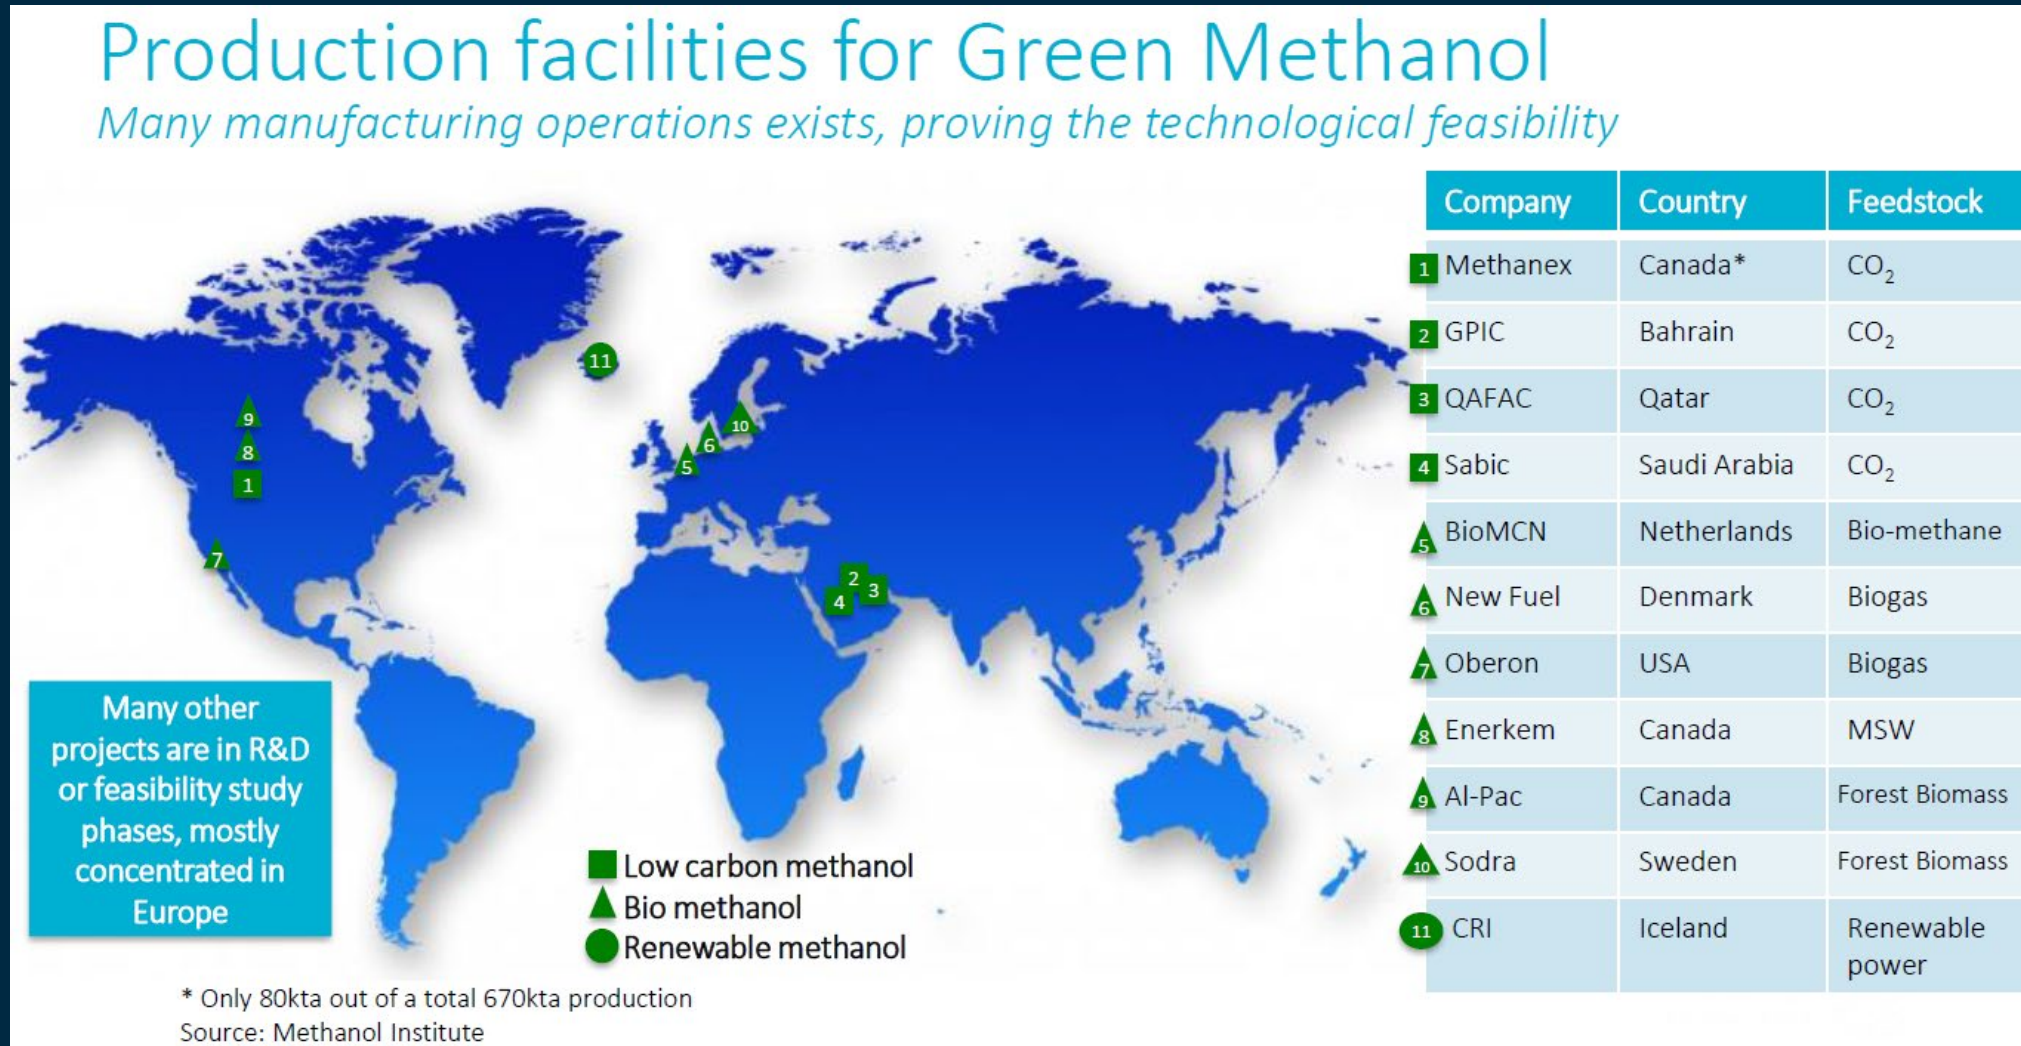 Production facilities for Green Methanol
Many manufacturing operations exists, proving the technological feasibility
9
8
1
7
11
10
6
5
2
3
4
Many other
projects are in R&D
or feasibility study
phases, mostly
concentrated in
Europe
Low carbon methanol
Bio methanol
Renewable methanol
* Only 80kta out of a total 670kta production
Source: Methanol Institute
Company Country Feedstock
1 Methanex Canada* CO₂
2 GPIC Bahrain CO₂
3 QAFAC Qatar CO₂
4 Sabic Saudi Arabia CO₂
5 BioMCN Netherlands Bio-methane
6 New Fuel Denmark Biogas
7 Oberon USA Biogas
8 Enerkem Canada MSW
9 Al-Pac Canada Forest Biomass
10 Sodra Sweden Forest Biomass
11 CRI Iceland Renewable
power